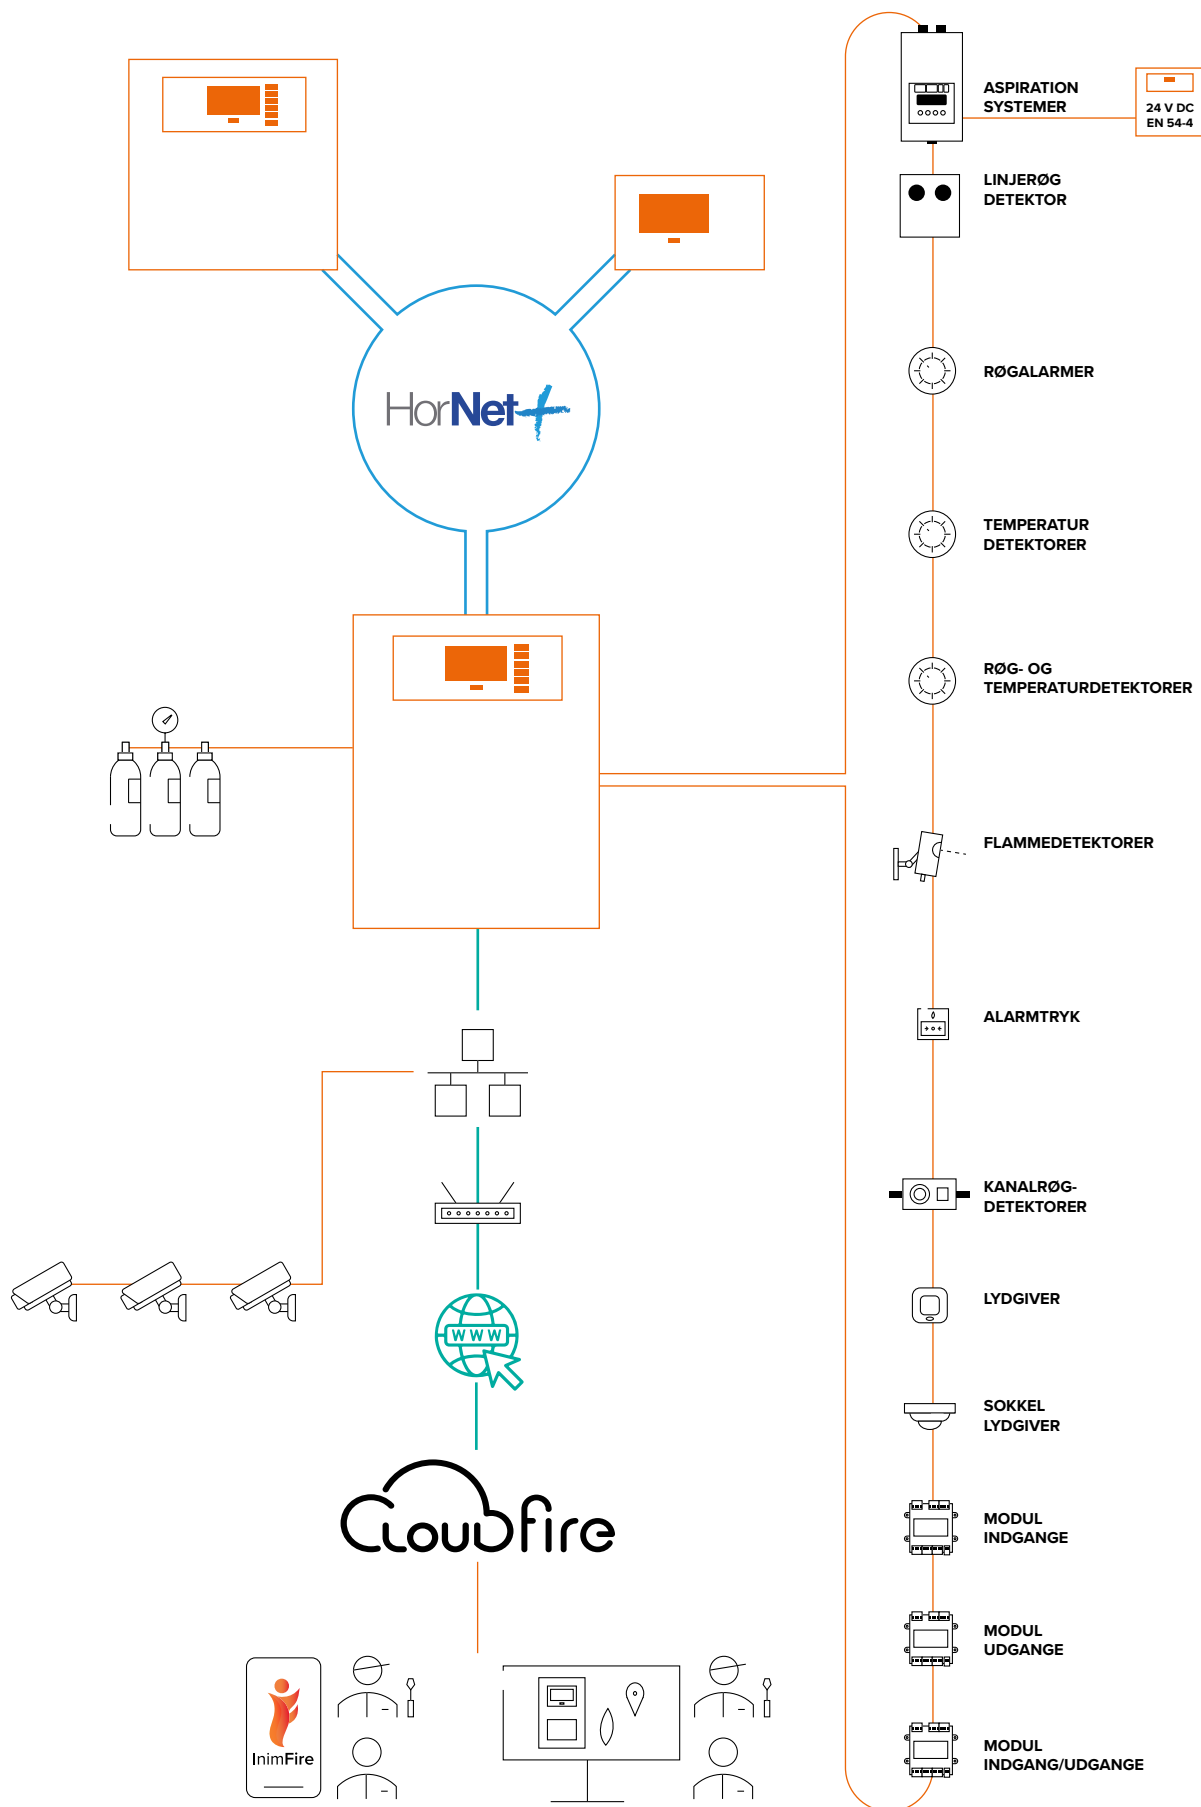 ASPIRATION
SYSTEMER
24 V DC
EN 54-4
LINJERØG
DETEKTOR
HorNet+
RØGALARMER
TEMPERATUR
DETEKTORER
RØG- OG
TEMPERATURDETEKTORER
FLAMMEDETEKTORER
ALARMTRYK
KANALRØG-
DETEKTORER
LYDGIVER
WWW
SOKKEL
LYDGIVER
CLOUDfire
MODUL
INDGANGE
MODUL
UDGANGE
InimFire
MODUL
INDGANG/UDGANGE